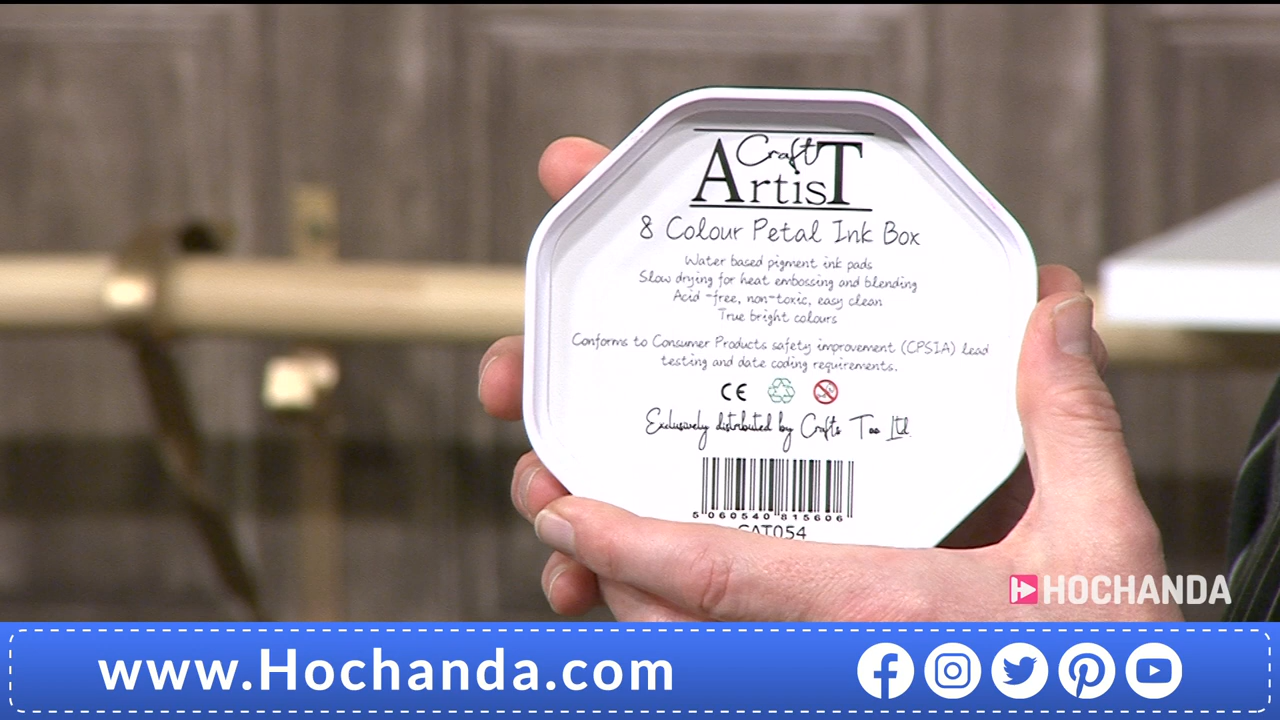 Craft
ArtisT
8 Colour Petal Ink Box
Water based pigment ink pads
Slow drying for heat embossing and blending
Acid -free, non-toxic, easy clean
True bright colours
Conforms to Consumer Products safety improvement (CPSIA) lead
testing and date coding requirements.
CE
Exclusively distributed by Crafts Too Ltd.
5 060540 815606
CAT054
HOCHANDA
www.Hochanda.com